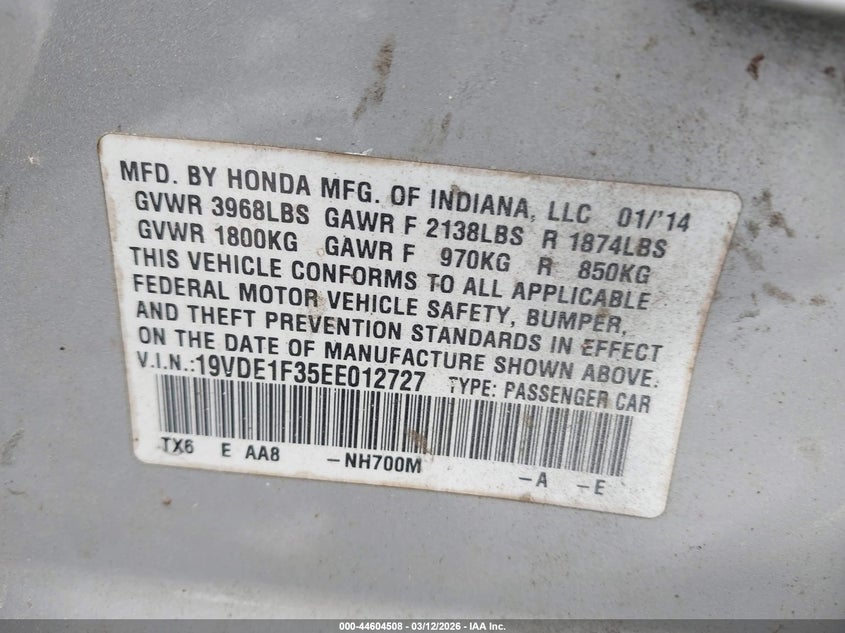 MFD. BY HONDA MFG. OF INDIANA, LLC 01/'14
GVWR 3968LBS GAWR F 2138LBS R 1874LBS
GVWR 1800KG GAWR F 970KG R 850KG
THIS VEHICLE CONFORMS TO ALL APPLICABLE
FEDERAL MOTOR VEHICLE SAFETY, BUMPER,
AND THEFT PREVENTION STANDARDS IN EFFECT
ON THE DATE OF MANUFACTURE SHOWN ABOVE.
V.I.N.:19VDE1F35EE012727 TYPE: PASSENGER CAR
TX6 E AA8 -NH700M -A -E
000-44604508 - 03/12/2026 - IAA Inc.